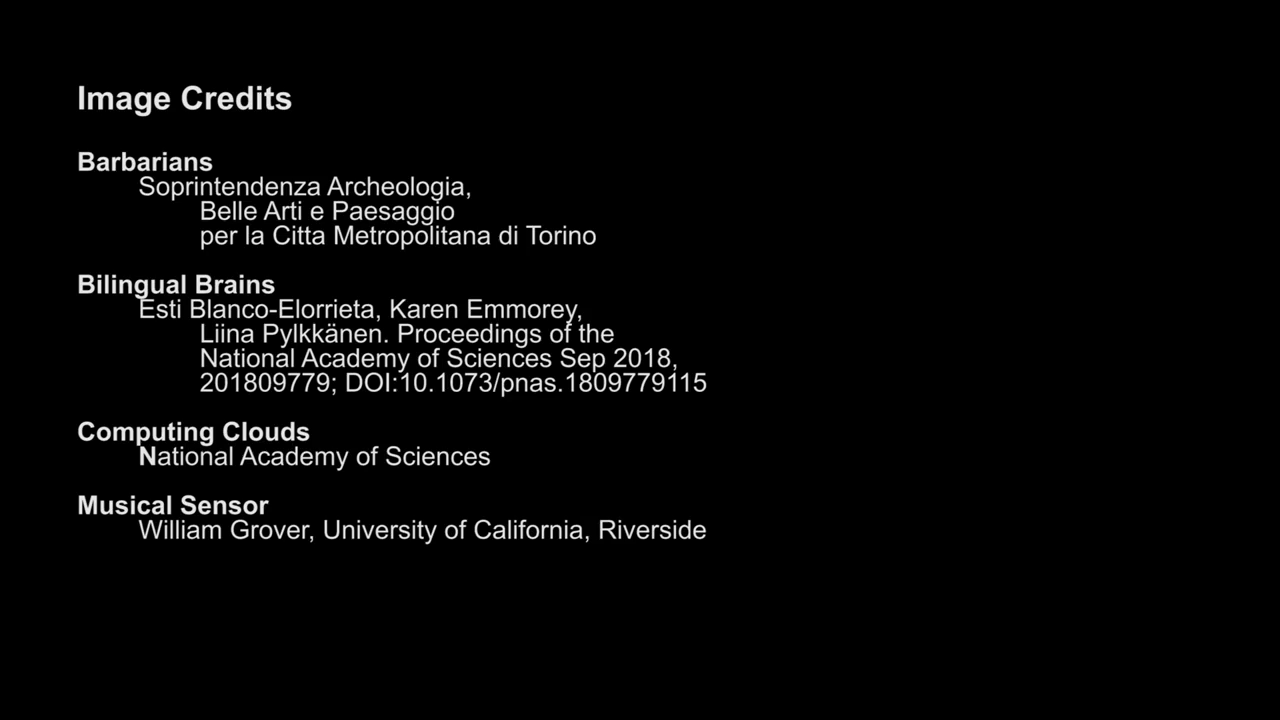 Image Credits
Barbarians
Soprintendenza Archeologia,
Belle Arti e Paesaggio
per la Citta Metropolitana di Torino
Bilingual Brains
Esti Blanco-Elorrieta, Karen Emmorey,
Liina Pylkkänen. Proceedings of the
National Academy of Sciences Sep 2018,
201809779; DOI:10.1073/pnas.1809779115
Computing Clouds
National Academy of Sciences
Musical Sensor
William Grover, University of California, Riverside